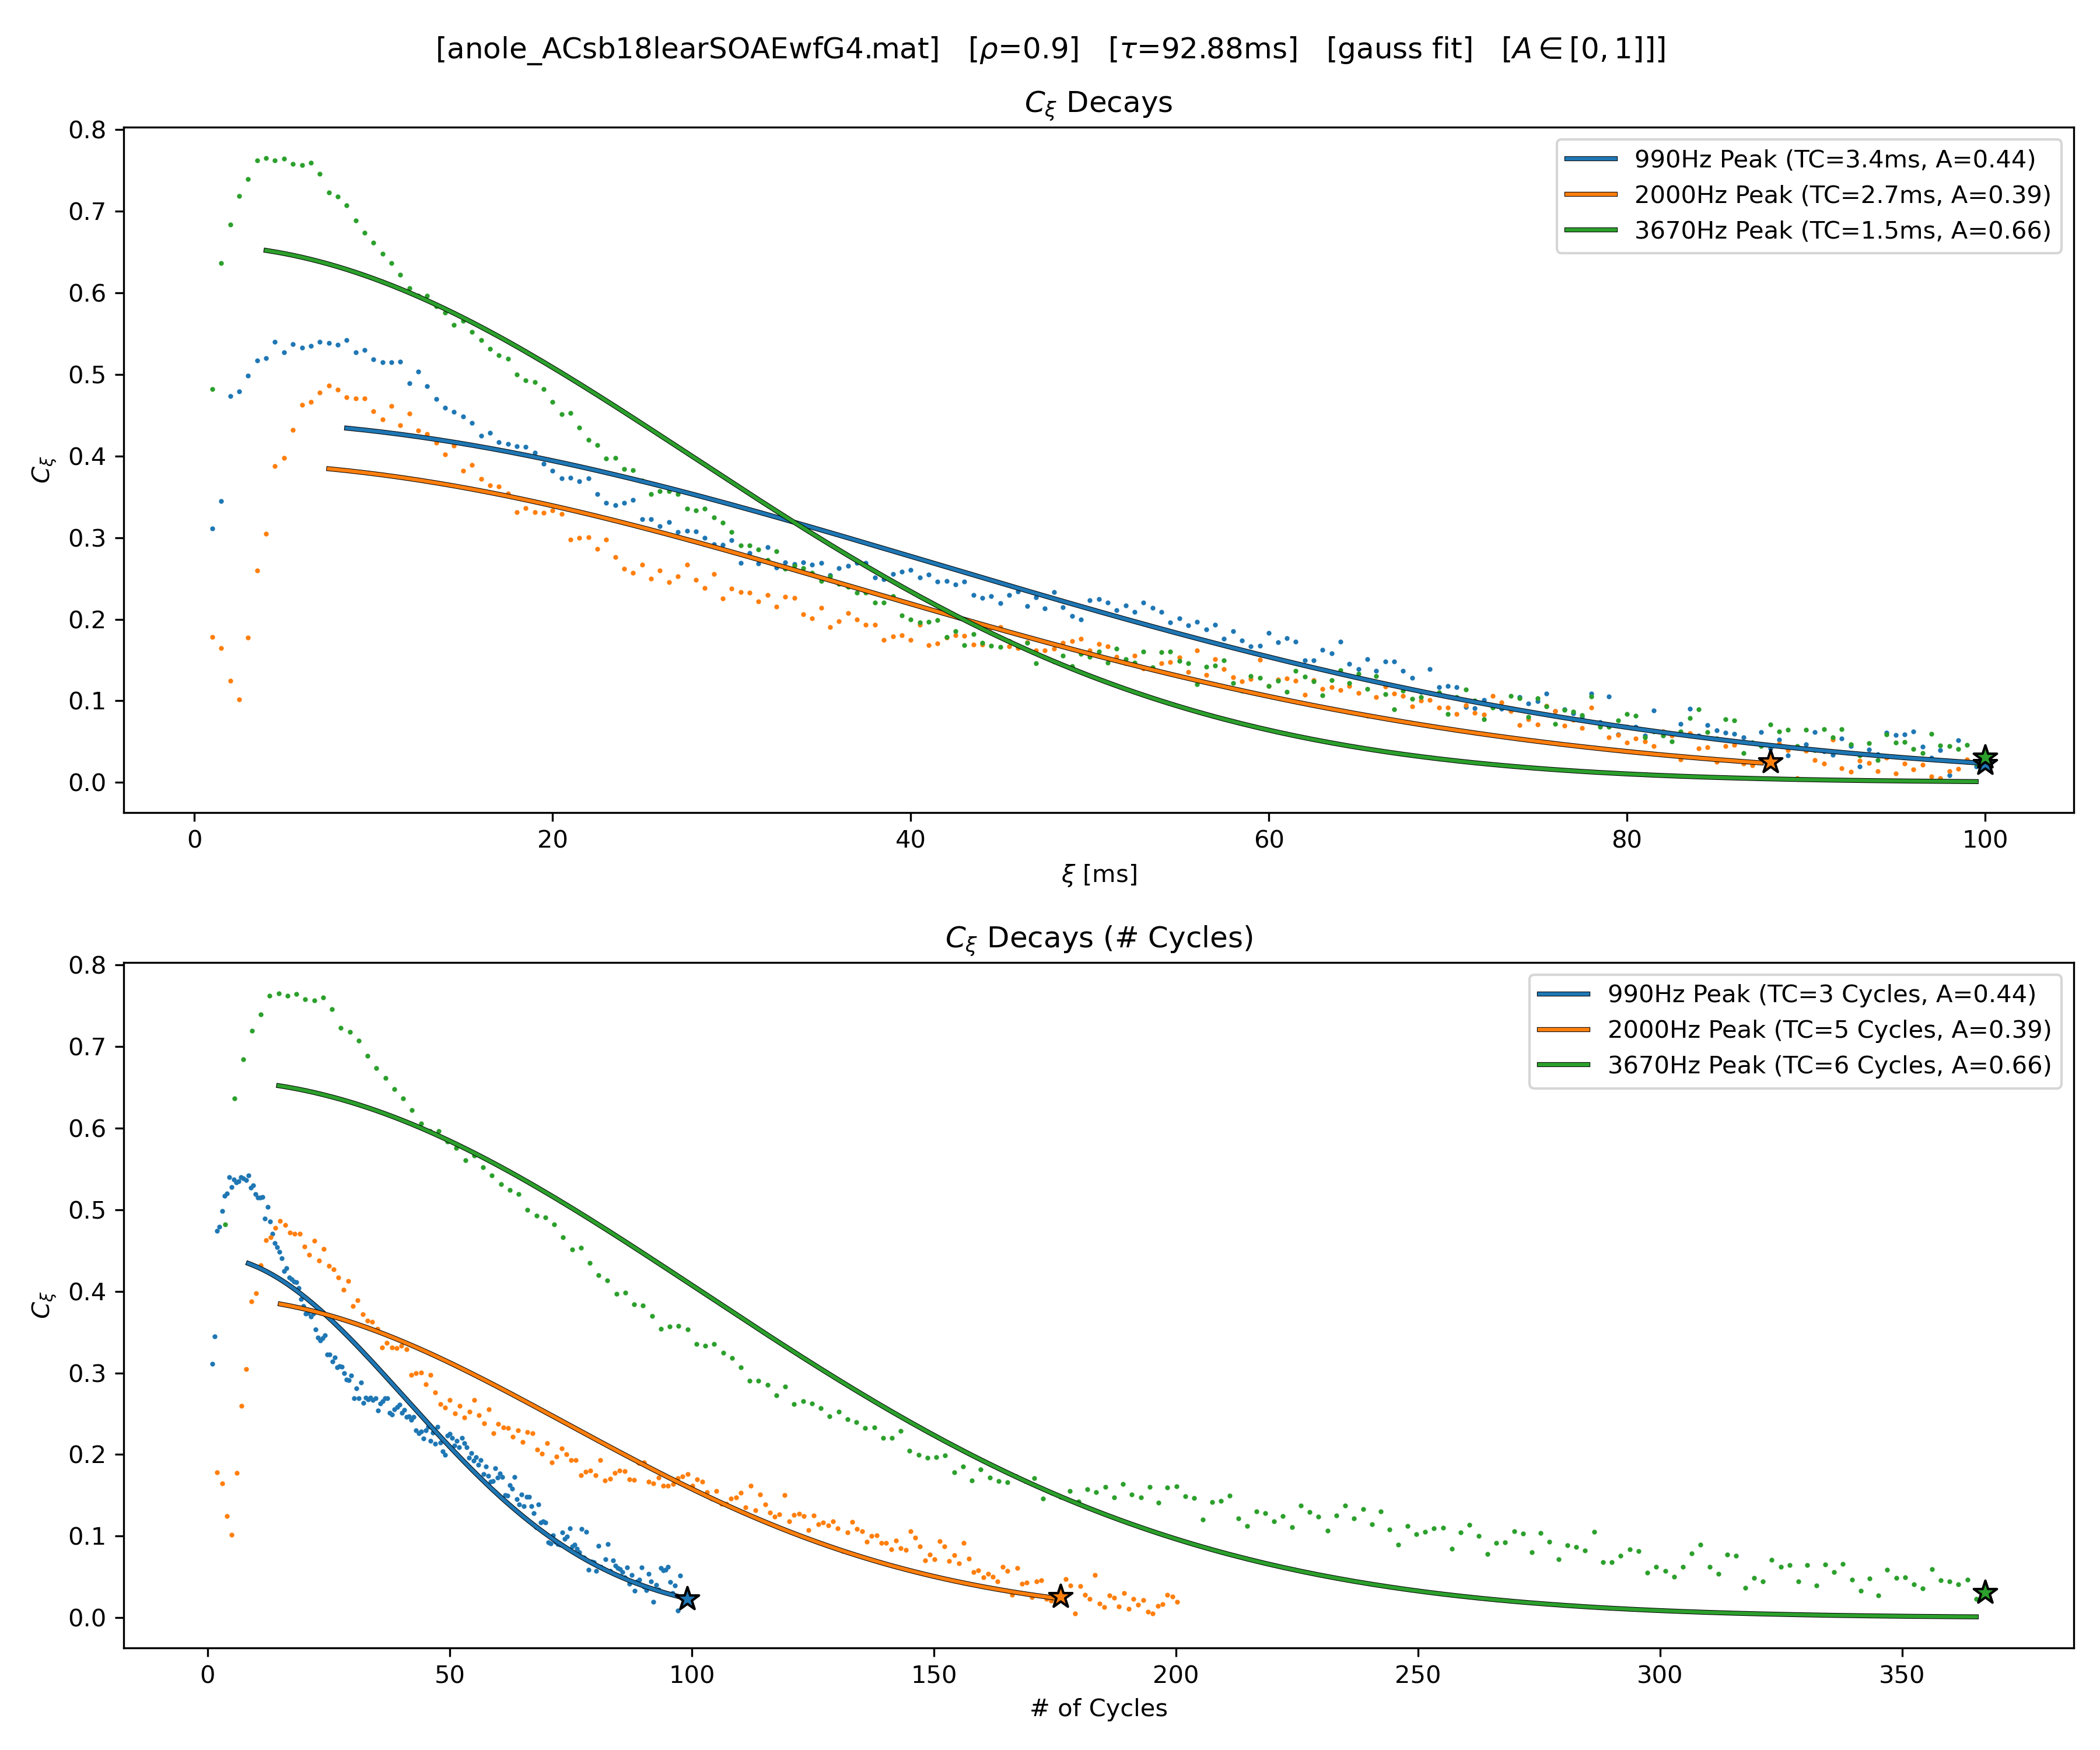 [anole_ACsb18learSOAEwfG4.mat] [ρ=0.9] [τ=92.88ms] [gauss fit] [A ∈ [0, 1]]]
C_ξ Decays
0.8
0.7
0.6
0.5
0.4
0.3
0.2
0.1
0.0
C_ξ
990Hz Peak (TC=3.4ms, A=0.44)
2000Hz Peak (TC=2.7ms, A=0.39)
3670Hz Peak (TC=1.5ms, A=0.66)
0 20 40 60 80 100
ξ [ms]
C_ξ Decays (# Cycles)
0.8
0.7
0.6
0.5
0.4
0.3
0.2
0.1
0.0
C_ξ
990Hz Peak (TC=3 Cycles, A=0.44)
2000Hz Peak (TC=5 Cycles, A=0.39)
3670Hz Peak (TC=6 Cycles, A=0.66)
0 50 100 150 200 250 300 350
# of Cycles